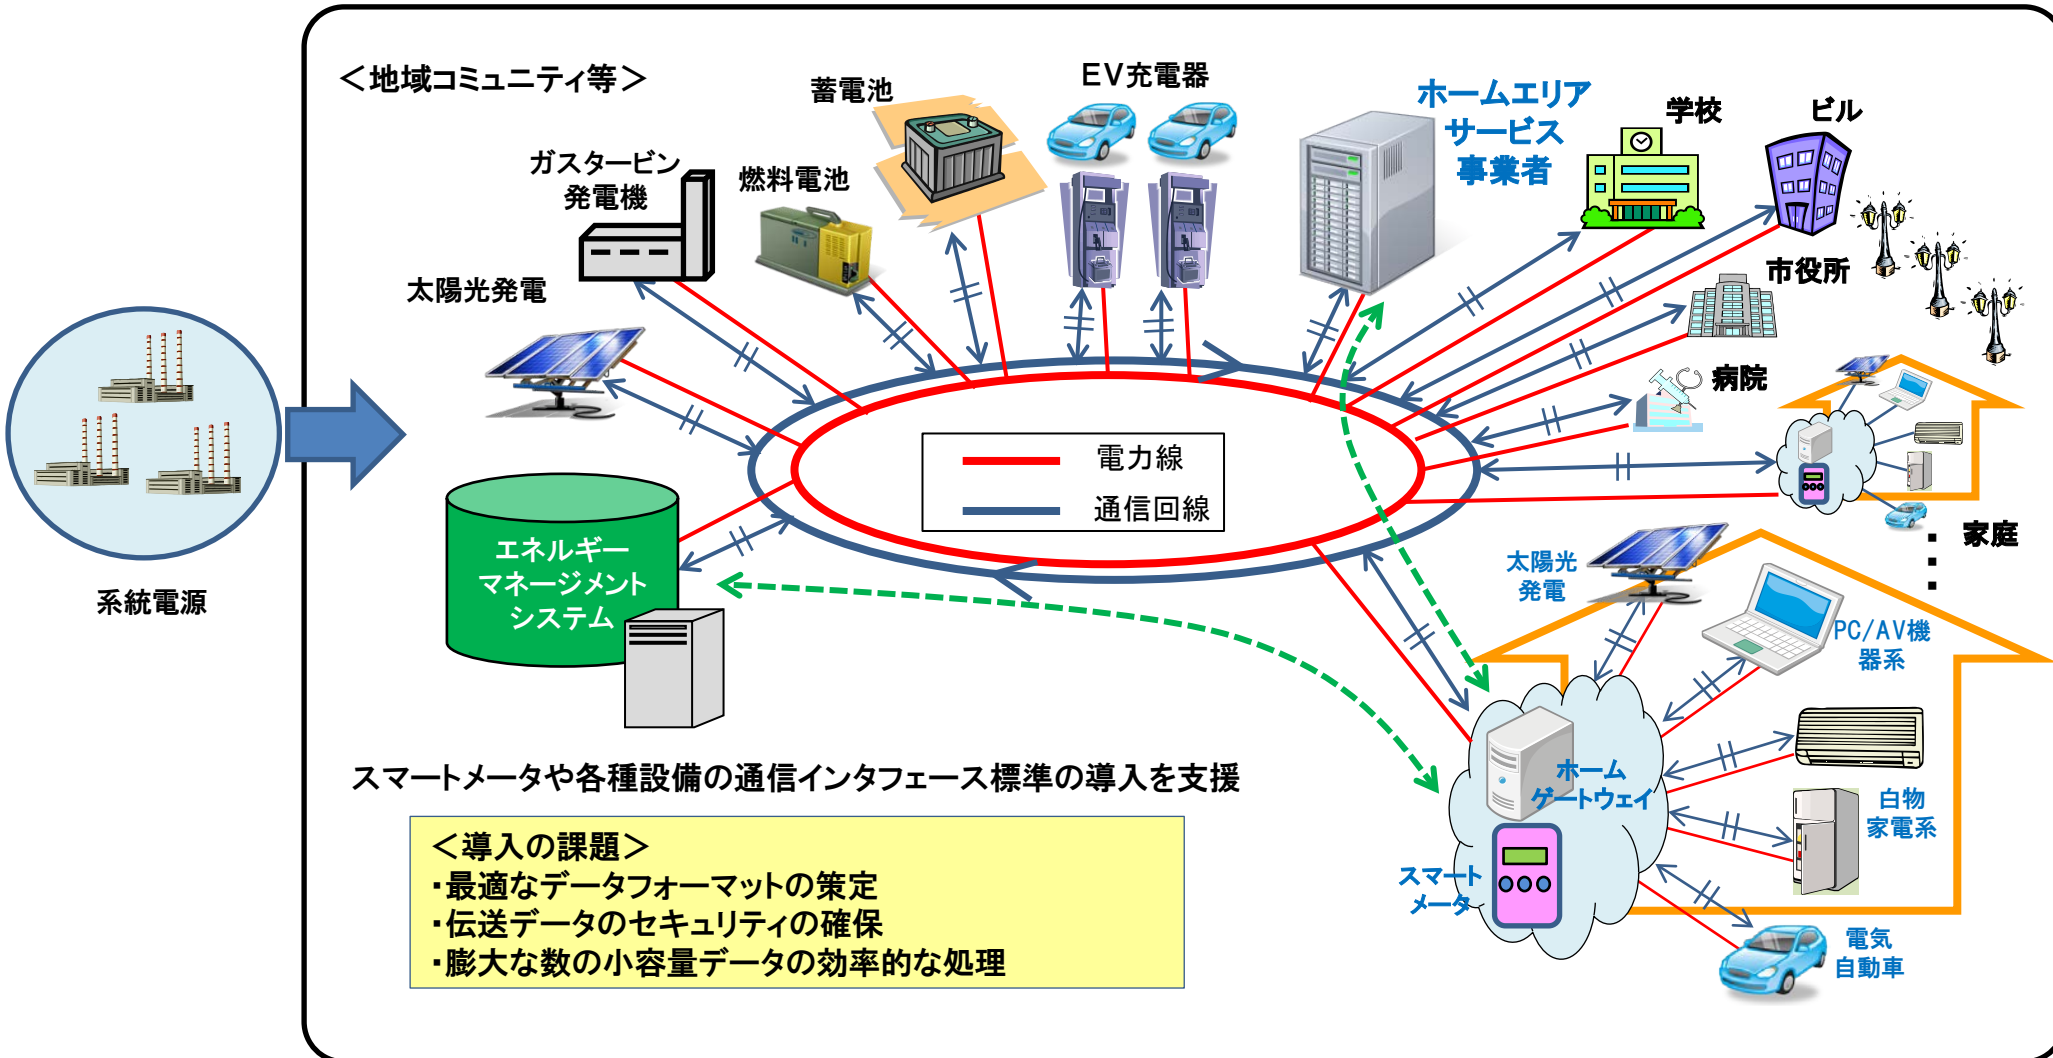 ＜地域コミュニティ等＞
蓄電池
EV充電器
ホームエリア
サービス
事業者
学校
ビル
ガスタービン
発電機
燃料電池
太陽光発電
市役所
病院
系統電源
電力線
通信回線
エネルギー
マネージメント
システム
家庭
太陽光
発電
PC/AV機
器系
ホーム
ゲートウェイ
白物
家電系
スマート
メータ
電気
自動車
スマートメータや各種設備の通信インタフェース標準の導入を支援
＜導入の課題＞
・最適なデータフォーマットの策定
・伝送データのセキュリティの確保
・膨大な数の小容量データの効率的な処理